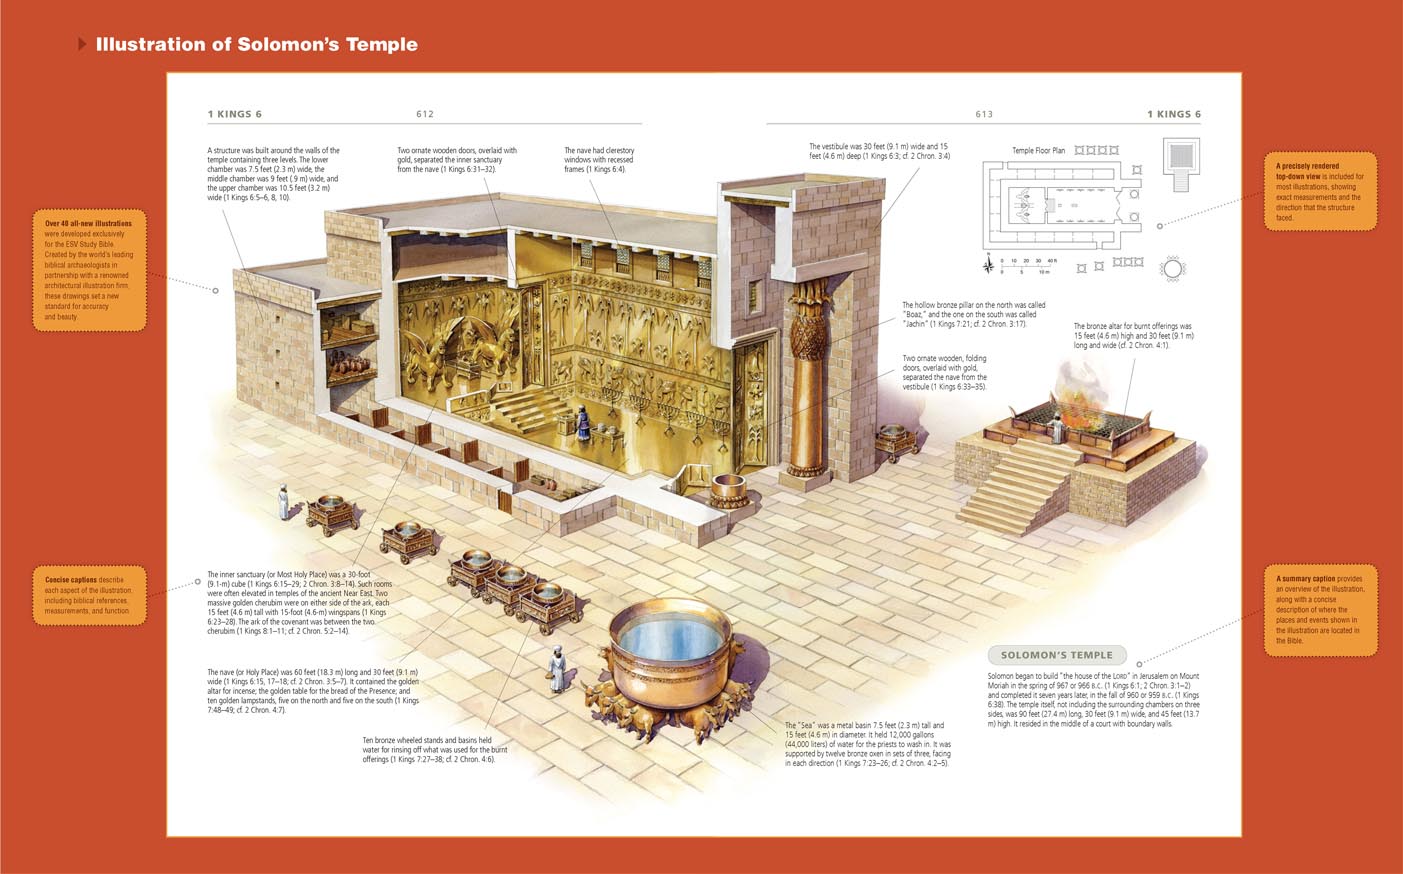 Illustration of Solomon's Temple
1 KINGS 6
612
613
1 KINGS 6
A structure was built around the walls of the
temple containing three levels. The lower
chamber was 7.5 feet (2.3 m) wide, the
middle chamber was 9 feet (.9 m) wide, and
the upper chamber was 10.5 feet (3.2 m)
wide (1 Kings 6:5–6, 8, 10).
Two ornate wooden doors, overlaid with
gold, separated the inner sanctuary
from the nave (1 Kings 6:31–32).
The nave had clerestory
windows with recessed
frames (1 Kings 6:4).
The vestibule was 30 feet (9.1 m) wide and 15
feet (4.6 m) deep (1 Kings 6:3; cf. 2 Chron. 3:4)
Temple Floor Plan
N
0 10 20 30 40 ft
0 5 10 m
A precisely rendered
top-down view is included for
most illustrations, showing
exact measurements and the
direction that the structure
faced.
Over 40 all-new illustrations
were developed exclusively
for the ESV Study Bible.
Created by the world's leading
biblical archaeologists in
partnership with a renowned
architectural illustration firm,
these drawings set a new
standard for accuracy
and beauty.
The hollow bronze pillar on the north was called
"Boaz," and the one on the south was called
"Jachin" (1 Kings 7:21; cf. 2 Chron. 3:17).
The bronze altar for burnt offerings was
15 feet (4.6 m) high and 30 feet (9.1 m)
long and wide (cf. 2 Chron. 4:1).
Two ornate wooden, folding
doors, overlaid with gold,
separated the nave from the
vestibule (1 Kings 6:33–35).
Concise captions describe
each aspect of the illustration,
including biblical references,
measurements, and function.
The inner sanctuary (or Most Holy Place) was a 30-foot
(9.1-m) cube (1 Kings 6:15–29; 2 Chron. 3:8–14). Such rooms
were often elevated in temples of the ancient Near East. Two
massive golden cherubim were on either side of the ark, each
15 feet (4.6 m) tall with 15-foot (4.6-m) wingspans (1 Kings
6:23–28). The ark of the covenant was between the two
cherubim (1 Kings 8:1–11; cf. 2 Chron. 5:2–14).
The nave (or Holy Place) was 60 feet (18.3 m) long and 30 feet (9.1 m)
wide (1 Kings 6:15, 17–18; cf. 2 Chron. 3:5–7). It contained the golden
altar for incense; the golden table for the bread of the Presence; and
ten golden lampstands, five on the north and five on the south (1 Kings
7:48–49; cf. 2 Chron. 4:7).
Ten bronze wheeled stands and basins held
water for rinsing off what was used for the burnt
offerings (1 Kings 7:27–38; cf. 2 Chron. 4:6).
The "Sea" was a metal basin 7.5 feet (2.3 m) tall and
15 feet (4.6 m) in diameter. It held 12,000 gallons
(44,000 liters) of water for the priests to wash in. It was
supported by twelve bronze oxen in sets of three, facing
in each direction (1 Kings 7:23–26; cf. 2 Chron. 4:2–5).
SOLOMON'S TEMPLE
Solomon began to build "the house of the LORD" in Jerusalem on Mount
Moriah in the spring of 967 or 966 B.C. (1 Kings 6:1; 2 Chron. 3:1–2)
and completed it seven years later, in the fall of 960 or 959 B.C. (1 Kings
6:38). The temple itself, not including the surrounding chambers on three
sides, was 90 feet (27.4 m) long, 30 feet (9.1 m) wide, and 45 feet (13.7
m) high. It resided in the middle of a court with boundary walls.
A summary caption provides
an overview of the illustration,
along with a concise
description of where the
places and events shown in
the illustration are located in
the Bible.